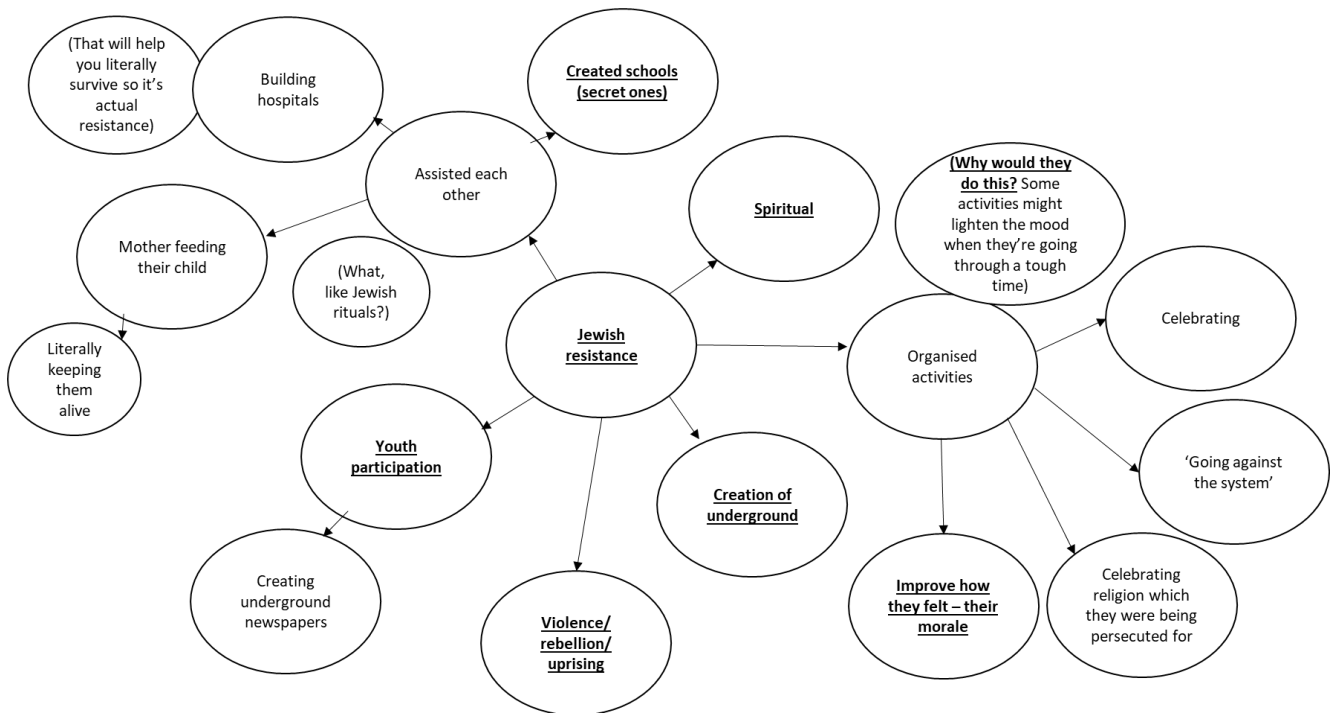 (That will help
you literally
survive so it's
actual
resistance)
Building
hospitals
Created schools
(secret ones)
Assisted each
other
Mother feeding
their child
(What,
like Jewish
rituals?)
Literally
keeping
them
alive
Spiritual
(Why would they
do this? Some
activities might
lighten the mood
when they're going
through a tough
time)
Celebrating
Jewish
resistance
Organised
activities
'Going against
the system'
Youth
participation
Creation of
underground
Creating
underground
newspapers
Violence/
rebellion/
uprising
Improve how
they felt – their
morale
Celebrating
religion which
they were being
persecuted for